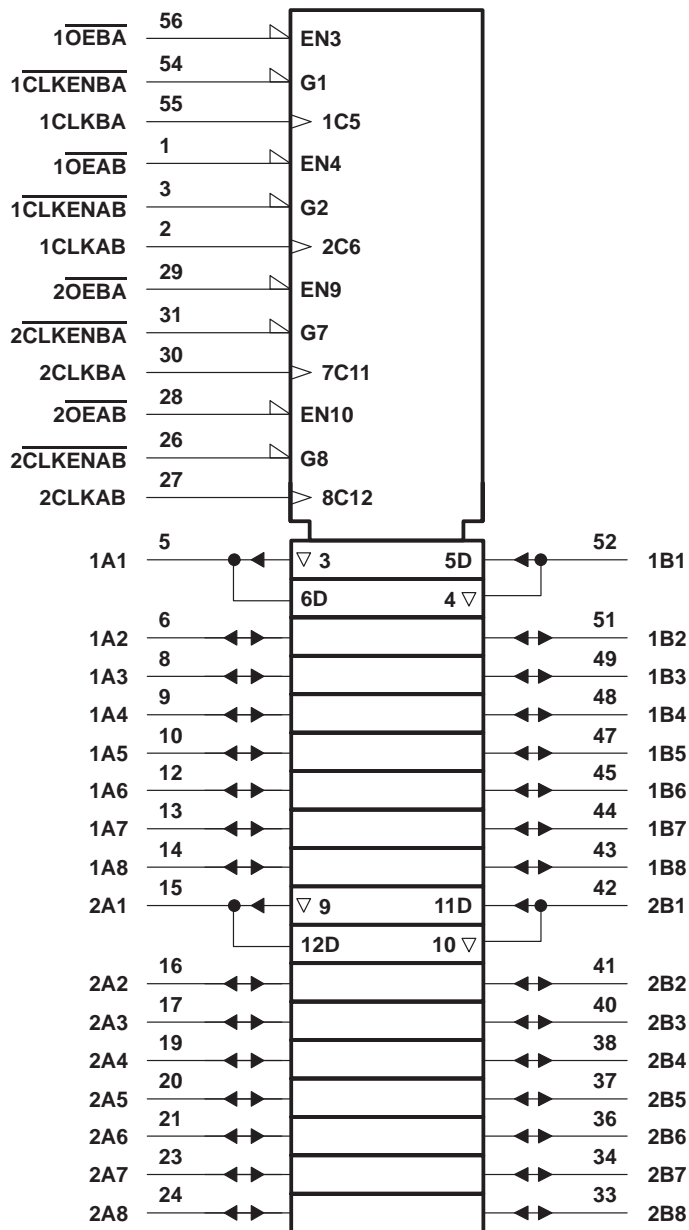 56
1OEBA EN3
54
1CLKENBA G1
55
1CLKBA 1C5
1
1OEAB EN4
3
1CLKENAB G2
2
1CLKAB 2C6
29
2OEBA EN9
31
2CLKENBA G7
30
2CLKBA 7C11
28
2OEAB EN10
26
2CLKENAB G8
27
2CLKAB 8C12
5 52
1A1 ▽ 3 5D 1B1
6D 4 ▽
6 51
1A2 1B2
8 49
1A3 1B3
9 48
1A4 1B4
10 47
1A5 1B5
12 45
1A6 1B6
13 44
1A7 1B7
14 43
1A8 1B8
15 42
2A1 ▽ 9 11D 2B1
12D 10 ▽
16 41
2A2 2B2
17 40
2A3 2B3
19 38
2A4 2B4
20 37
2A5 2B5
21 36
2A6 2B6
23 34
2A7 2B7
24 33
2A8 2B8